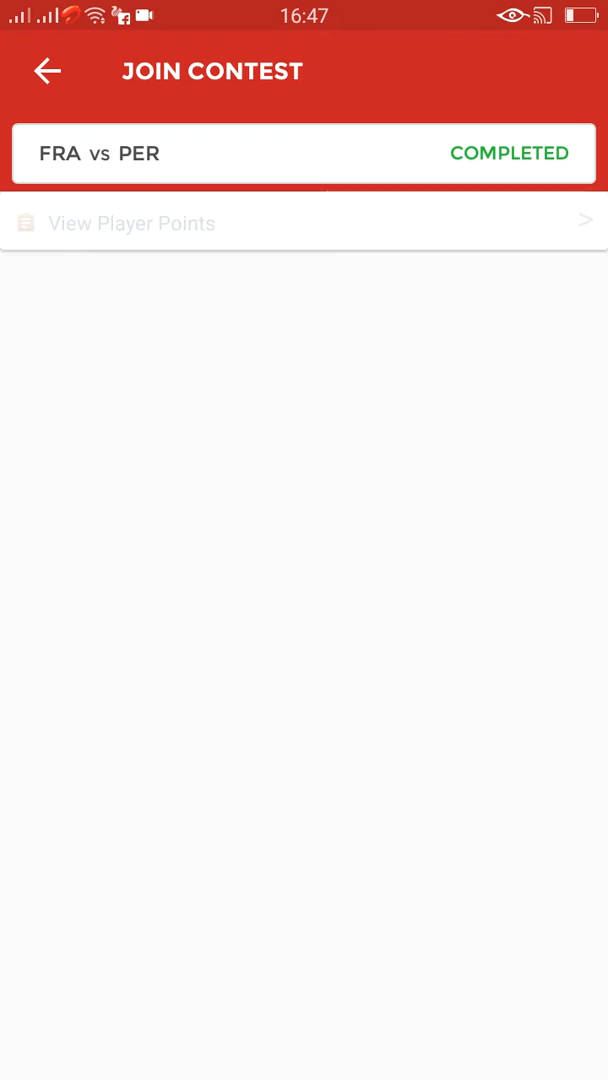 16:47
JOIN CONTEST
FRA vs PER COMPLETED
View Player Points >